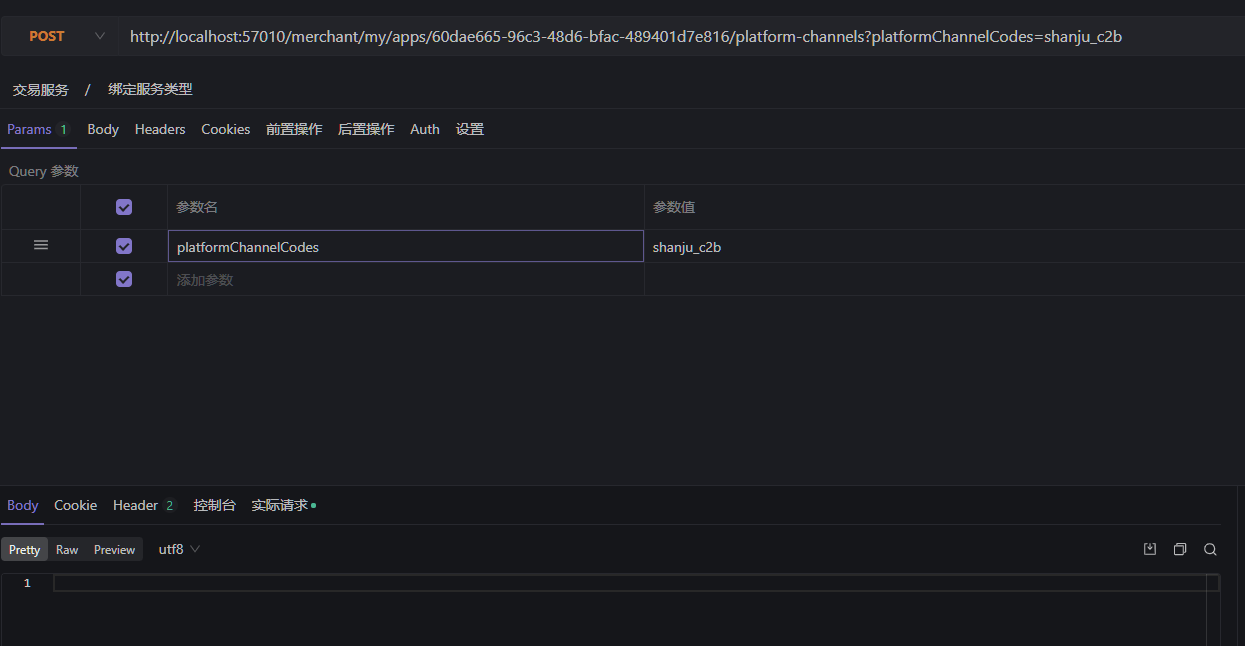 POST http://localhost:57010/merchant/my/apps/60dae665-96c3-48d6-bfac-489401d7e816/platform-channels?platformChannelCodes=shanju_c2b
交易服务 / 绑定服务类型
Params 1 Body Headers Cookies 前置操作 后置操作 Auth 设置
Query 参数
参数名 参数值
platformChannelCodes shanju_c2b
添加参数
Body Cookie Header 2 控制台 实际请求
Pretty Raw Preview utf8
1